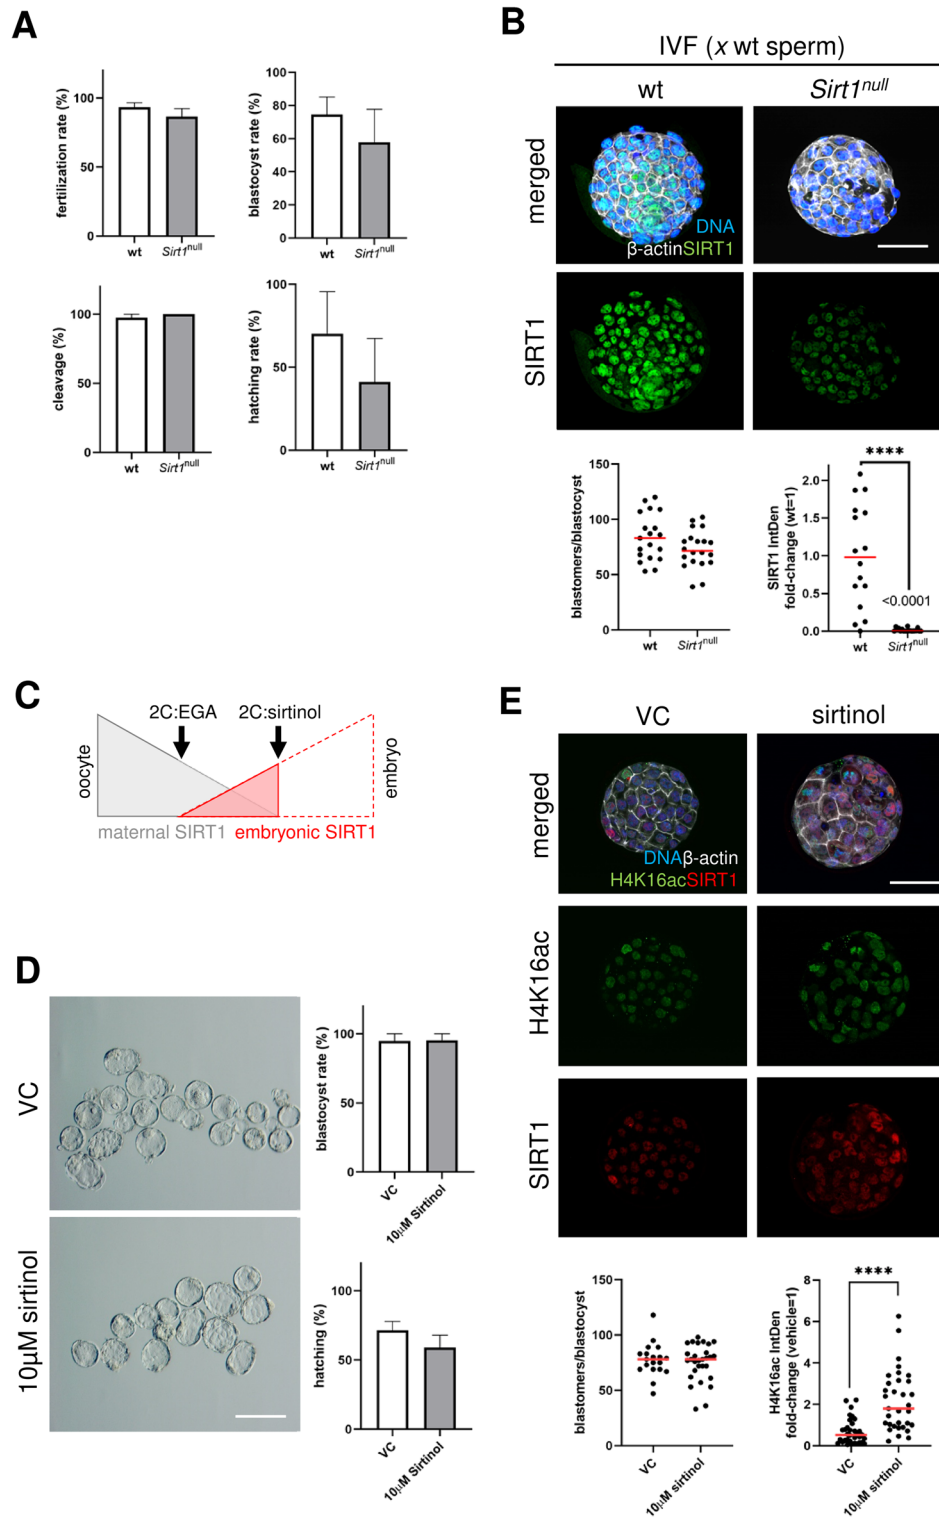 A
fertilization rate (%)
100
50
0
wt
Sirt1null
blastocyst rate (%)
100
80
60
40
20
0
wt
Sirt1null
cleavage (%)
100
50
0
wt
Sirt1null
hatching rate (%)
100
50
0
wt
Sirt1null
B
IVF (x wt sperm)
wt
Sirt1null
merged
DNA
β-actinSIRT1
SIRT1
blastomers/blastocyst
150
100
50
0
wt
Sirt1null
SIRT1 IntDen
fold-change (wt=1)
2.0
1.5
1.0
0.5
0.0
****
<0.0001
wt
Sirt1null
C
2C:EGA
2C:sirtinol
oocyte
embryo
maternal SIRT1
embryonic SIRT1
D
VC
10µM sirtinol
blastocyst rate (%)
100
50
0
VC
10µM Sirtinol
hatching (%)
100
50
0
VC
10µM Sirtinol
E
VC
sirtinol
merged
DNAβ-actin
H4K16acSIRT1
H4K16ac
SIRT1
blastomers/blastocyst
150
100
50
0
VC
10µM sirtinol
H4K16ac IntDen
fold-change (vehicle=1)
8
6
4
2
0
****
VC
10µM sirtinol